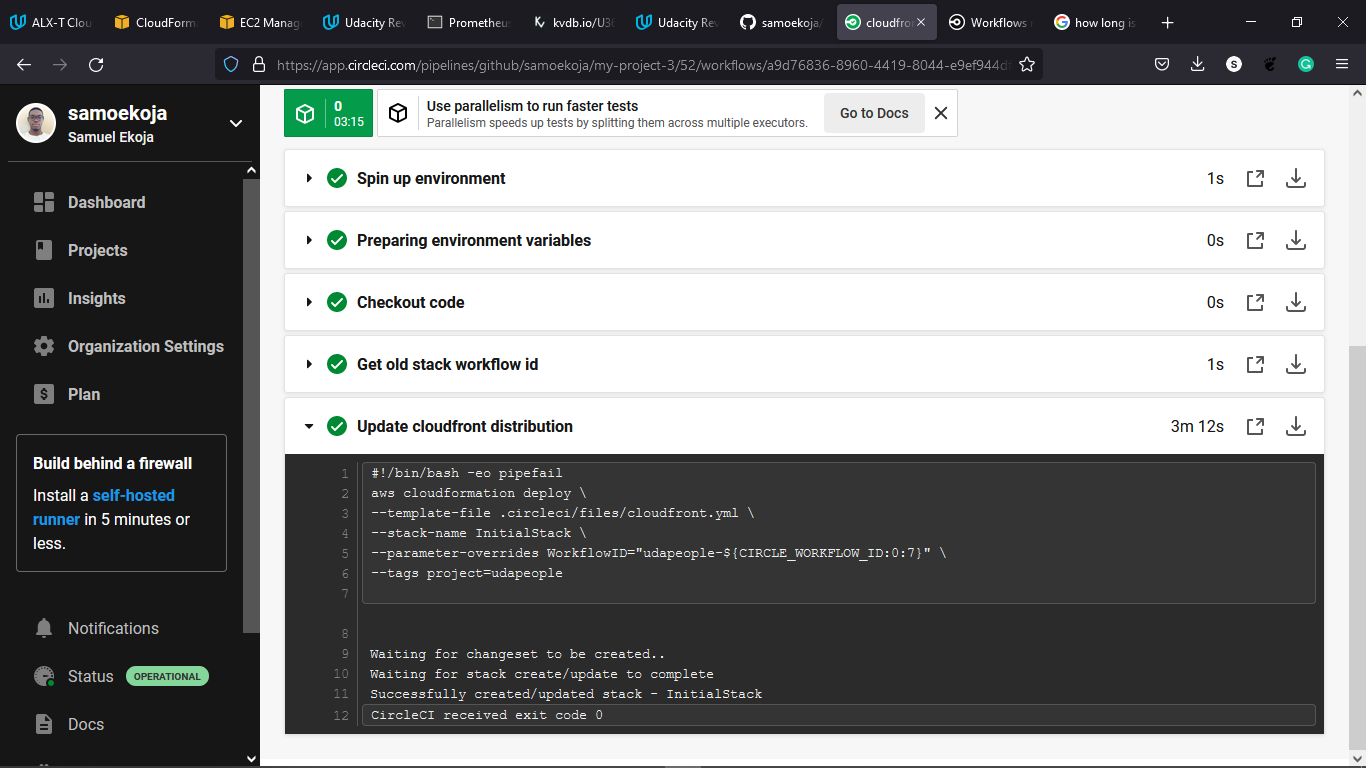 ALX-T Clou
CloudForm
EC2 Manag
Udacity Rev
Prometheus
kvdb.io/U36
Udacity Rev
samoekoja/
cloudfron
Workflows
how long is
https://app.circleci.com/pipelines/github/samoekoja/my-project-3/52/workflows/a9d76836-8960-4419-8044-e9ef944d
samoekoja
Samuel Ekoja
Dashboard
Projects
Insights
Organization Settings
Plan
Build behind a firewall
Install a self-hosted
runner in 5 minutes or
less.
Notifications
Status OPERATIONAL
Docs
0
03:15
Use parallelism to run faster tests
Parallelism speeds up tests by splitting them across multiple executors.
Go to Docs
Spin up environment 1s
Preparing environment variables 0s
Checkout code 0s
Get old stack workflow id 1s
Update cloudfront distribution 3m 12s
1 #!/bin/bash -eo pipefail
2 aws cloudformation deploy \
3 --template-file .circleci/files/cloudfront.yml \
4 --stack-name InitialStack \
5 --parameter-overrides WorkflowID="udapeople-${CIRCLE_WORKFLOW_ID:0:7}" \
6 --tags project=udapeople
7
8
9 Waiting for changeset to be created..
10 Waiting for stack create/update to complete
11 Successfully created/updated stack - InitialStack
12 CircleCI received exit code 0